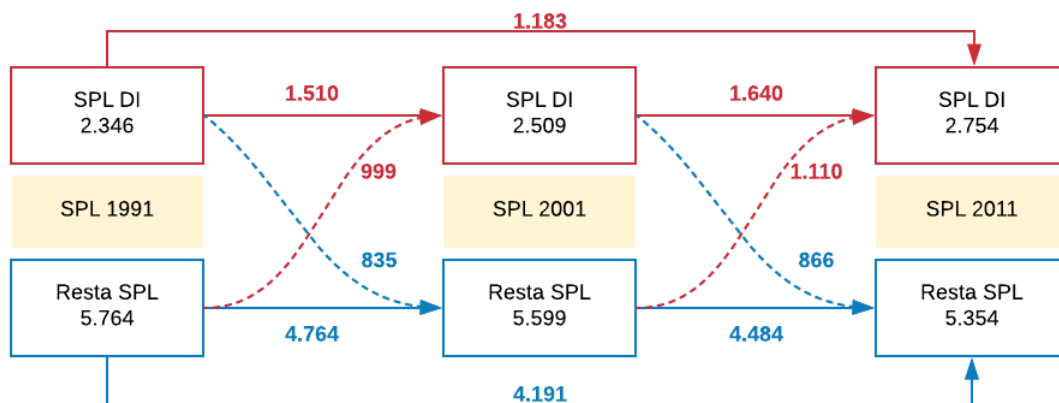 1.183
SPL DI
2.346
1.510
SPL DI
2.509
1.640
SPL DI
2.754
999
1.110
SPL 1991
SPL 2001
SPL 2011
835
866
Resta SPL
5.764
4.764
Resta SPL
5.599
4.484
Resta SPL
5.354
4.191